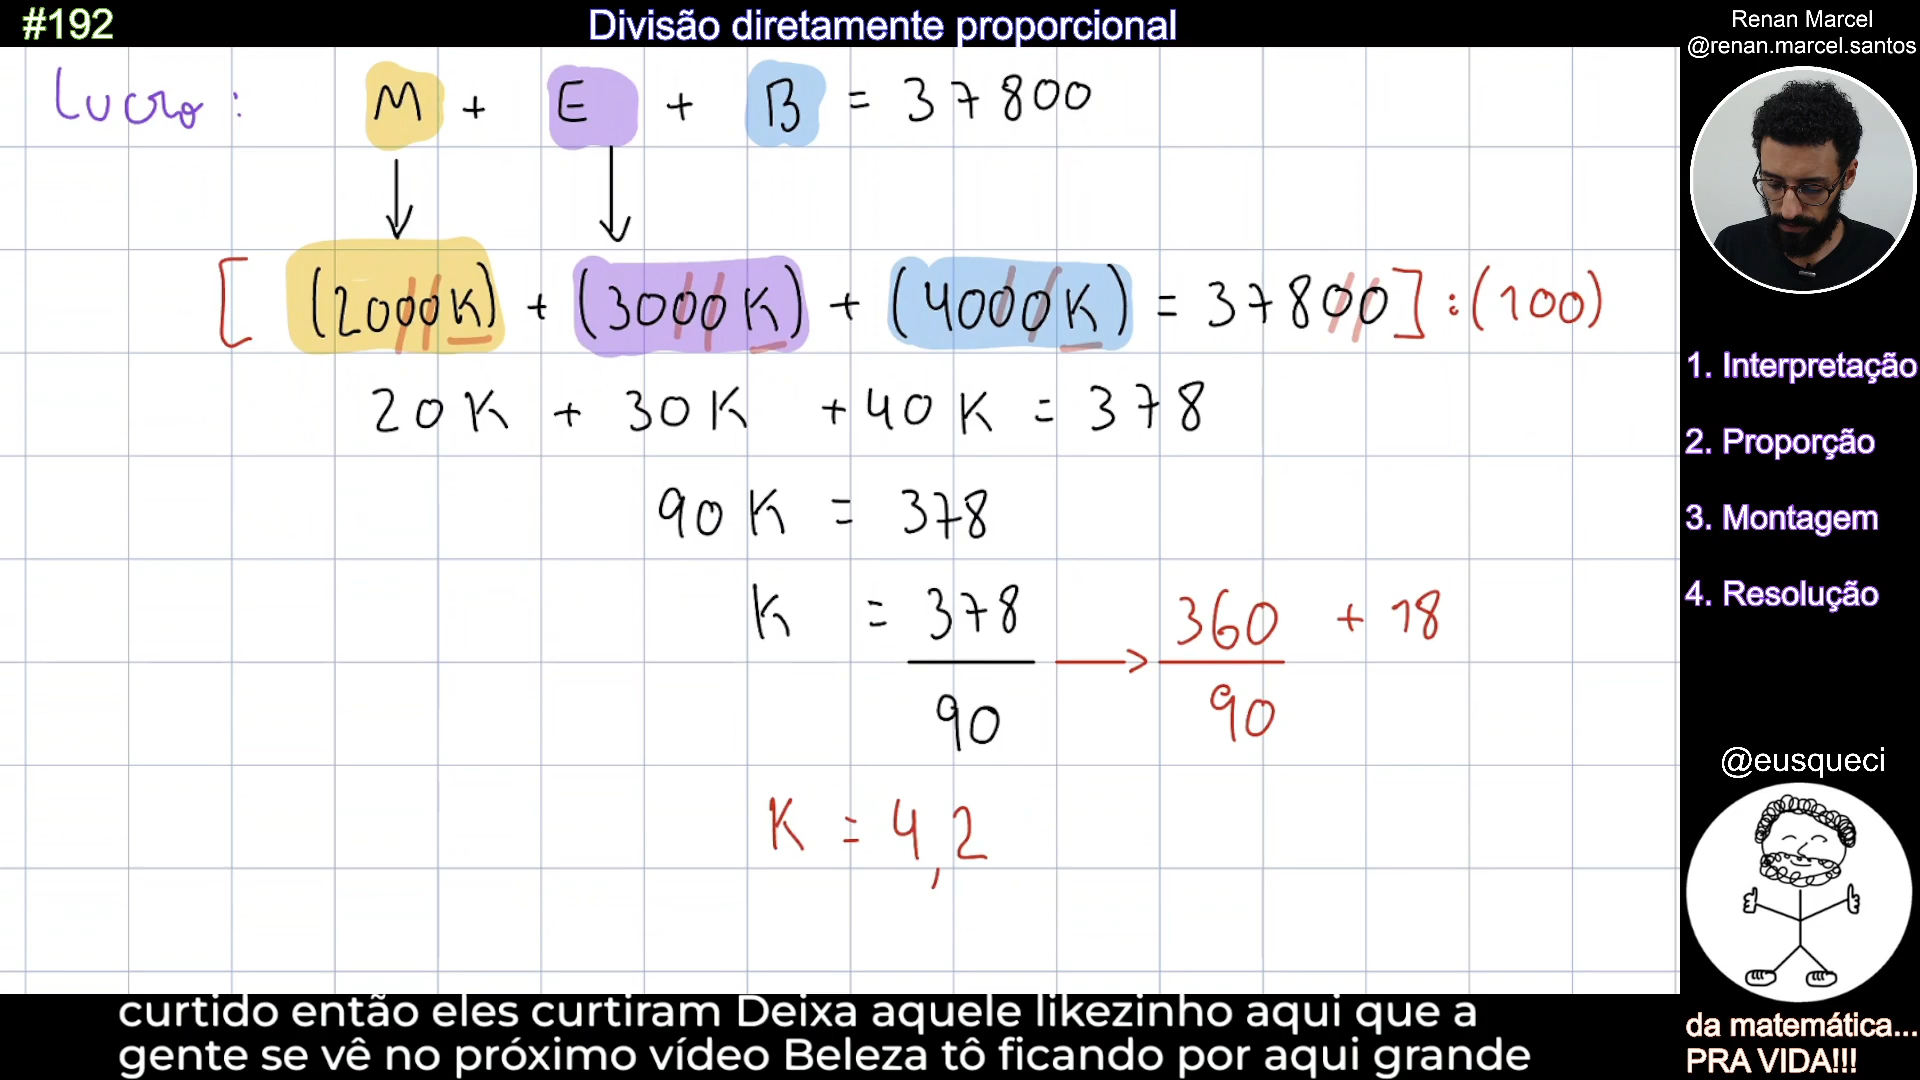 #192
Divisão diretamente proporcional
Renan Marcel
@renan.marcel.santos
Lucro: M + E + B = 37800
[ (2000K) + (3000K) + (4000K) = 37800 ] : (100)
20K + 30K + 40K = 378
90K = 378
K = 378 → 360 + 18
90 90
K = 4,2
1. Interpretação
2. Proporção
3. Montagem
4. Resolução
@eusqueci
da matemática...
PRA VIDA!!!
curtido então eles curtiram Deixa aquele likezinho aqui que a
gente se vê no próximo vídeo Beleza tô ficando por aqui grande